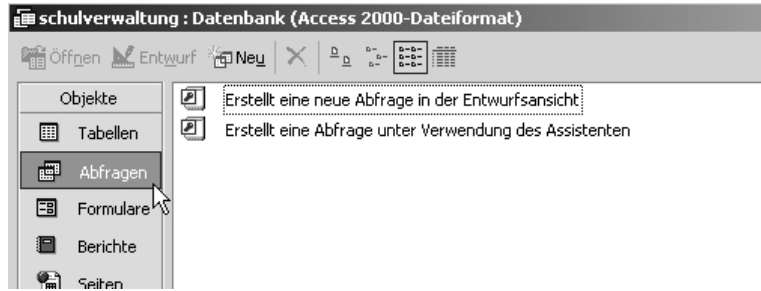 schulverwaltung : Datenbank (Access 2000-Dateiformat)
Öffnen Entwurf Neu
Objekte
Tabellen
Abfragen
Formulare
Berichte
Seiten
Erstellt eine neue Abfrage in der Entwurfsansicht
Erstellt eine Abfrage unter Verwendung des Assistenten